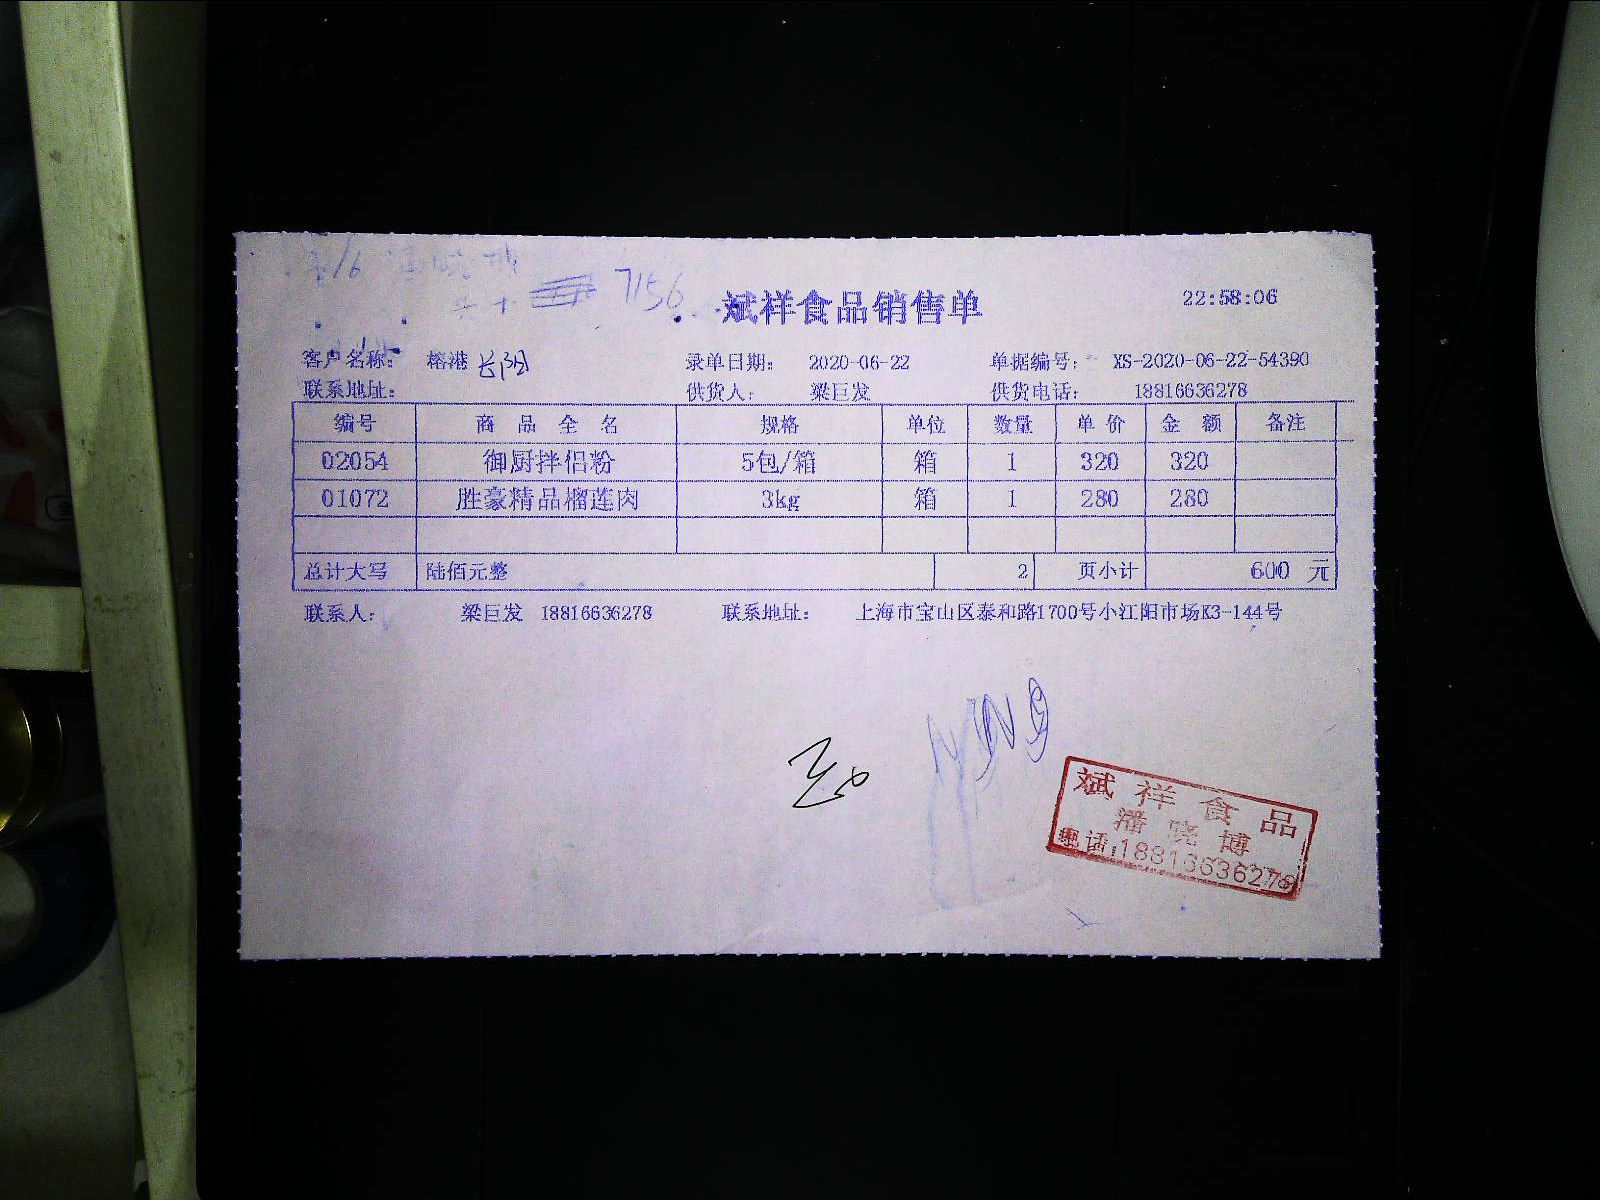 7156
斌祥食品销售单 22:58:06
客户名称: 榕港 长阳 录单日期: 2020-06-22 单据编号: XS-2020-06-22-54390
联系地址: 供货人: 梁巨发 供货电话: 18816636278
编号 商品全名 规格 单位 数量 单价 金额 备注
02054 御厨拌侣粉 5包/箱 箱 1 320 320
01072 胜豪精品榴莲肉 3kg 箱 1 280 280
总计大写 陆佰元整 2 页小计 600 元
联系人: 梁巨发 18816636278 联系地址: 上海市宝山区泰和路1700号小江阳市场K3-144号
斌祥食品
潘晓博
电话:18816636278